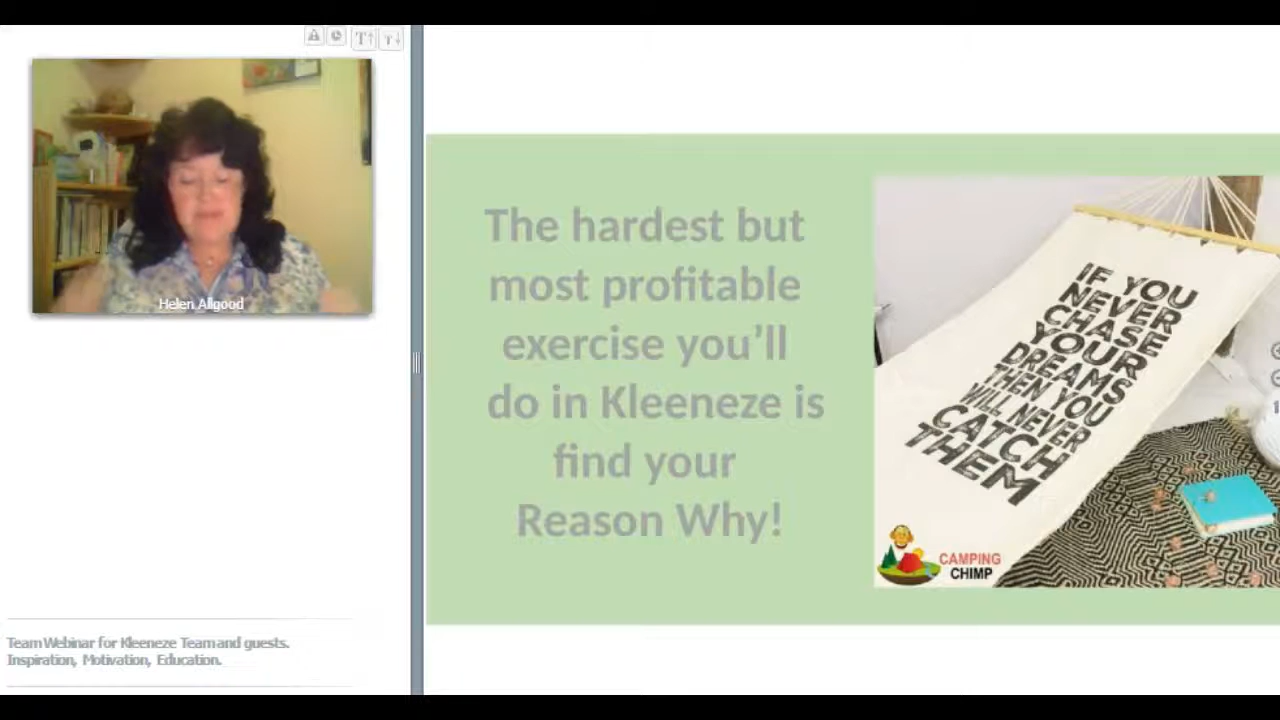 Helen Allgood
Team Webinar for Kleeneze Team and guests.
Inspiration, Motivation, Education.
The hardest but
most profitable
exercise you’ll
do in Kleeneze is
find your
Reason Why!
IF YOU
NEVER
CHASE
YOUR
DREAMS
THEN YOU
WILL NEVER
CATCH
THEM
CAMPING
CHIMP